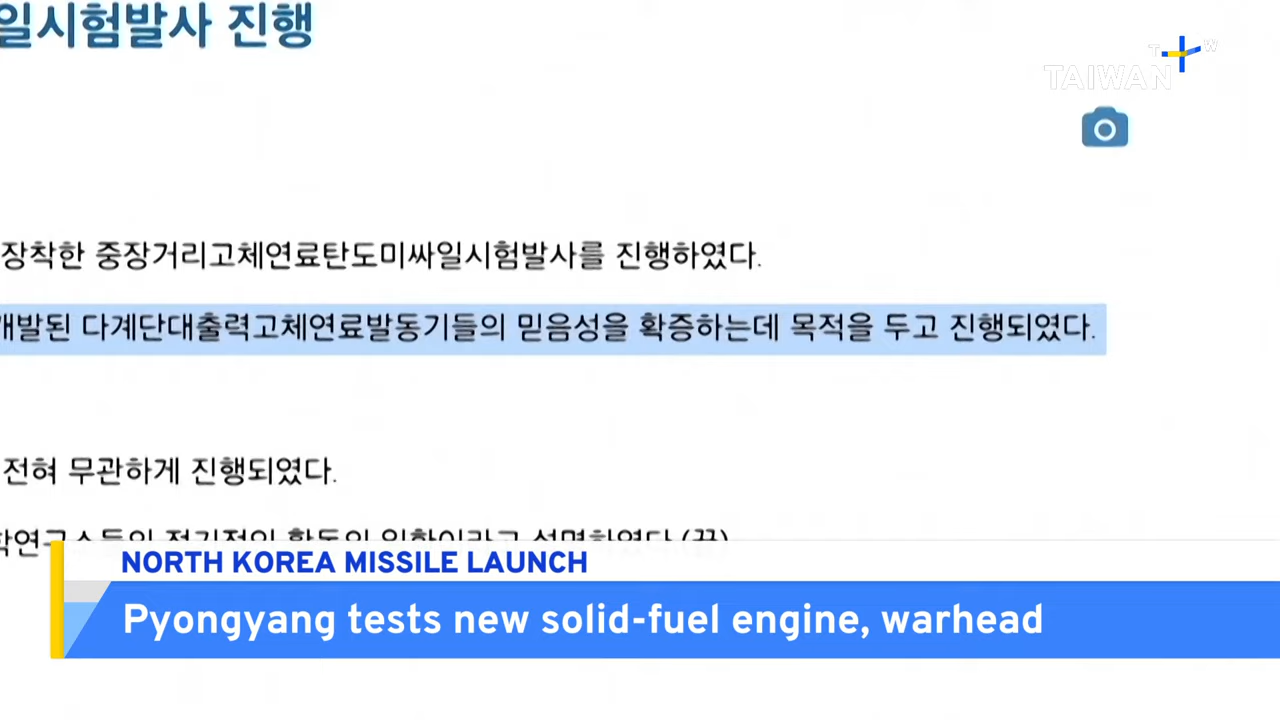 일시험발사 진행
TAIWAN
장착한 중장거리고체연료탄도미싸일시험발사를 진행하였다.
개발된 다계단대출력고체연료발동기들의 믿음성을 확증하는데 목적을 두고 진행되였다.
전혀 무관하게 진행되였다.
NORTH KOREA MISSILE LAUNCH
Pyongyang tests new solid-fuel engine, warhead